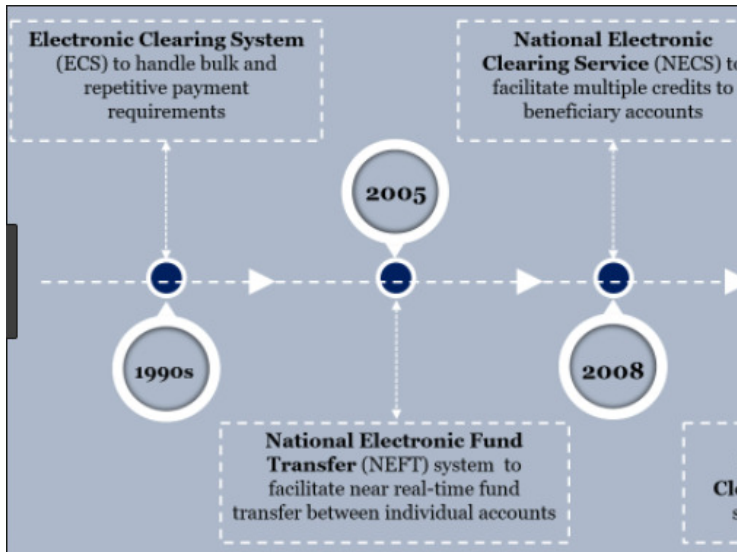 Electronic Clearing System
(ECS) to handle bulk and
repetitive payment
requirements
National Electronic
Clearing Service (NECS) to
facilitate multiple credits to
beneficiary accounts
2005
1990s
2008
National Electronic Fund
Transfer (NEFT) system to
facilitate near real-time fund
transfer between individual accounts